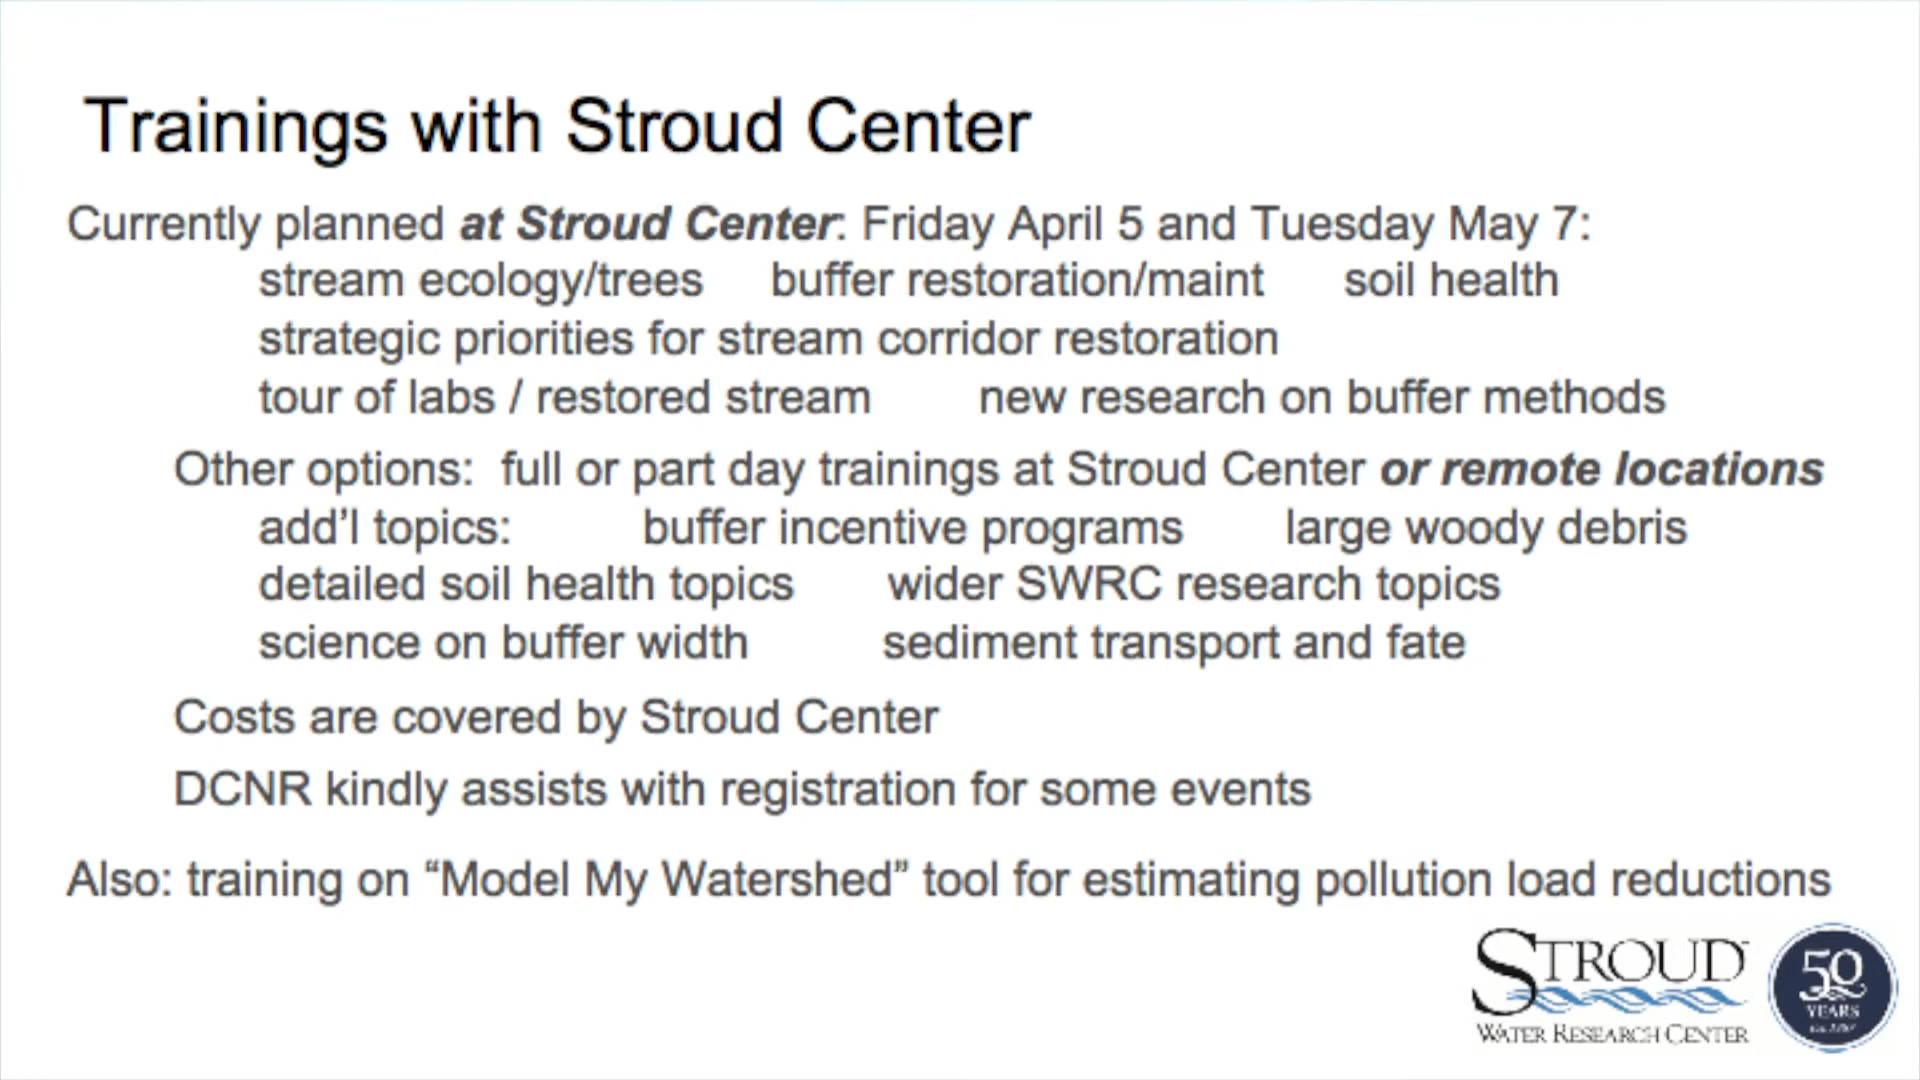 Trainings with Stroud Center
Currently planned at Stroud Center: Friday April 5 and Tuesday May 7:
stream ecology/trees buffer restoration/maint soil health
strategic priorities for stream corridor restoration
tour of labs / restored stream new research on buffer methods
Other options: full or part day trainings at Stroud Center or remote locations
add'l topics: buffer incentive programs large woody debris
detailed soil health topics wider SWRC research topics
science on buffer width sediment transport and fate
Costs are covered by Stroud Center
DCNR kindly assists with registration for some events
Also: training on “Model My Watershed” tool for estimating pollution load reductions
STROUD
WATER RESEARCH CENTER
50
YEARS